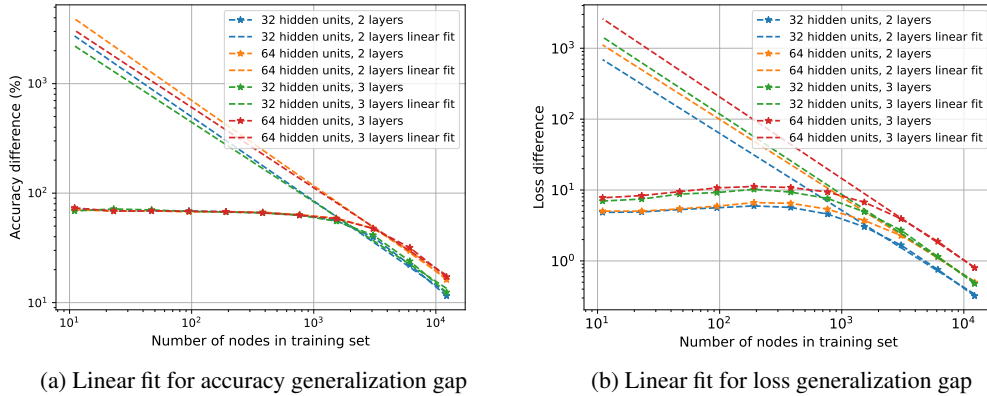 32 hidden units, 2 layers
32 hidden units, 2 layers linear fit
64 hidden units, 2 layers
64 hidden units, 2 layers linear fit
32 hidden units, 3 layers
32 hidden units, 3 layers linear fit
64 hidden units, 3 layers
64 hidden units, 3 layers linear fit
Accuracy difference (%)
10³
10²
10¹
10¹ 10² 10³ 10⁴
Number of nodes in training set
(a) Linear fit for accuracy generalization gap
32 hidden units, 2 layers
32 hidden units, 2 layers linear fit
64 hidden units, 2 layers
64 hidden units, 2 layers linear fit
32 hidden units, 3 layers
32 hidden units, 3 layers linear fit
64 hidden units, 3 layers
64 hidden units, 3 layers linear fit
Loss difference
10³
10²
10¹
10⁰
10¹ 10² 10³ 10⁴
Number of nodes in training set
(b) Linear fit for loss generalization gap